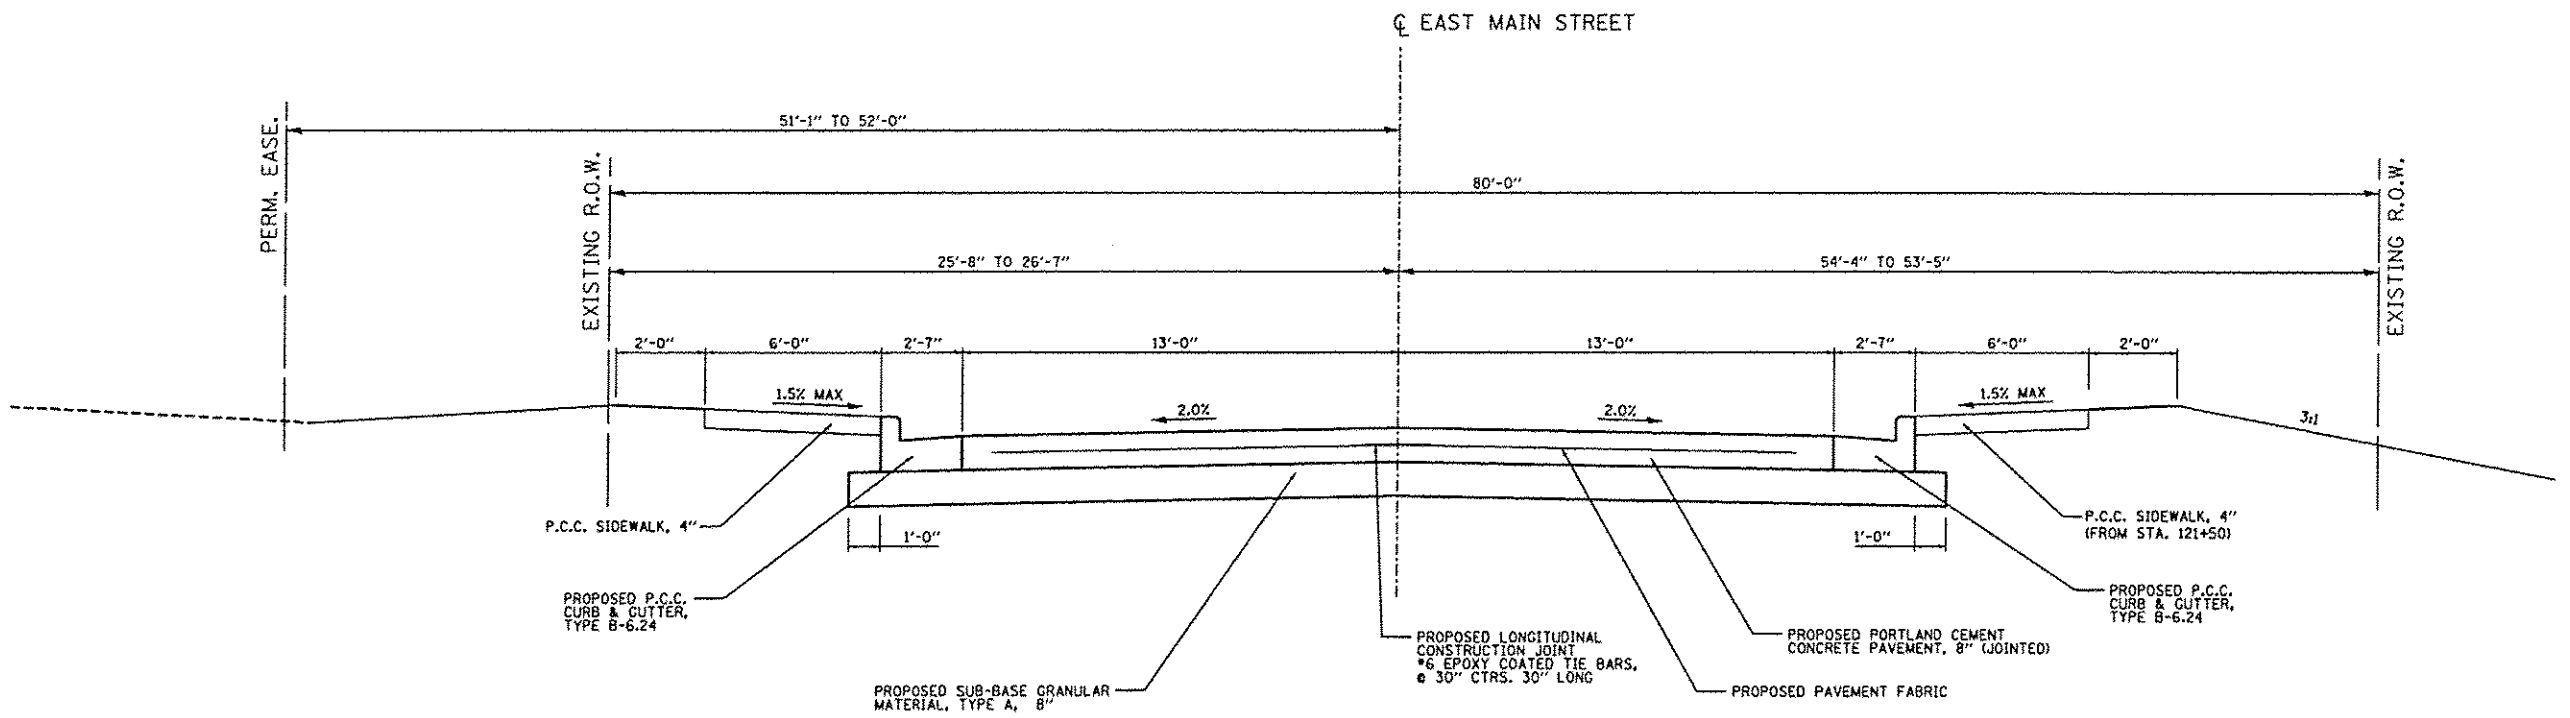 ℄ EAST MAIN STREET
51'-1" TO 52'-0"
PERM. EASE.
EXISTING R.O.W.
80'-0"
EXISTING R.O.W.
25'-8" TO 26'-7"
54'-4" TO 53'-5"
2'-0"
6'-0"
2'-7"
13'-0"
13'-0"
2'-7"
6'-0"
2'-0"
1.5% MAX
2.0%
2.0%
1.5% MAX
3:1
P.C.C. SIDEWALK, 4"
1'-0"
1'-0"
P.C.C. SIDEWALK, 4"
(FROM STA. 121+50)
PROPOSED P.C.C.
CURB & GUTTER,
TYPE B-6.24
PROPOSED P.C.C.
CURB & GUTTER,
TYPE B-6.24
PROPOSED LONGITUDINAL
CONSTRUCTION JOINT
#6 EPOXY COATED TIE BARS,
@ 30" CTRS. 30" LONG
PROPOSED PORTLAND CEMENT
CONCRETE PAVEMENT, 8" (JOINTED)
PROPOSED SUB-BASE GRANULAR
MATERIAL, TYPE A, 8"
PROPOSED PAVEMENT FABRIC